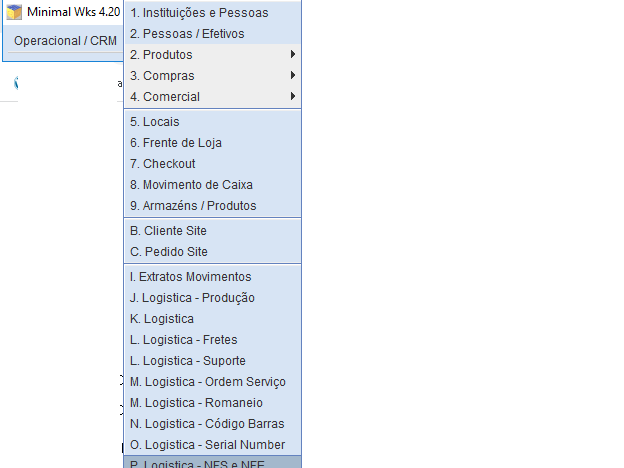 Minimal Wks 4.20
Operacional / CRM
1. Instituições e Pessoas
2. Pessoas / Efetivos
2. Produtos
3. Compras
4. Comercial
5. Locais
6. Frente de Loja
7. Checkout
8. Movimento de Caixa
9. Armazéns / Produtos
B. Cliente Site
C. Pedido Site
I. Extratos Movimentos
J. Logistica - Produção
K. Logistica
L. Logistica - Fretes
L. Logistica - Suporte
M. Logistica - Ordem Serviço
M. Logistica - Romaneio
N. Logistica - Código Barras
O. Logistica - Serial Number
P. Logistica - NFS e NFE